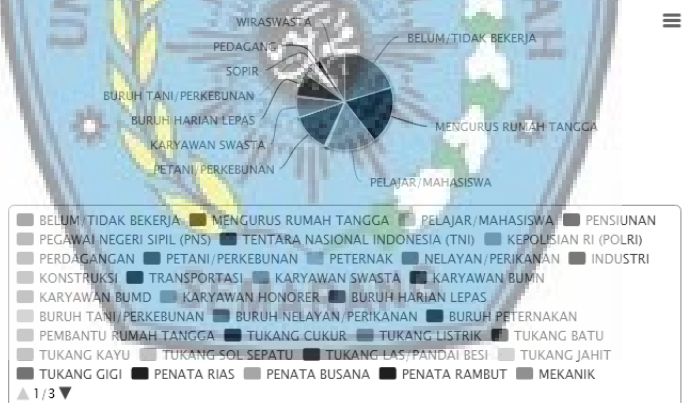 WIRASWASTA
BELUM/TIDAK BEKERJA
PEDAGANG
SOPIR
BURUH TANI/PERKEBUNAN
BURUH HARIAN LEPAS
MENGURUS RUMAH TANGGA
KARYAWAN SWASTA
PETANI/PERKEBUNAN
PELAJAR/MAHASISWA
BELUM/TIDAK BEKERJA MENGURUS RUMAH TANGGA PELAJAR/MAHASISWA PENSIUNAN
PEGAWAI NEGERI SIPIL (PNS) TENTARA NASIONAL INDONESIA (TNI) KEPOLISIAN RI (POLRI)
PERDAGANGAN PETANI/PERKEBUNAN PETERNAK NELAYAN/PERIKANAN INDUSTRI
KONSTRUKSI TRANSPORTASI KARYAWAN SWASTA KARYAWAN BUMN
KARYAWAN BUMD KARYAWAN HONORER BURUH HARIAN LEPAS
BURUH TANI/PERKEBUNAN BURUH NELAYAN/PERIKANAN BURUH PETERNAKAN
PEMBANTU RUMAH TANGGA TUKANG CUKUR TUKANG LISTRIK TUKANG BATU
TUKANG KAYU TUKANG SOL SEPATU TUKANG LAS/PANDAI BESI TUKANG JAHIT
TUKANG GIGI PENATA RIAS PENATA BUSANA PENATA RAMBUT MEKANIK
1/3